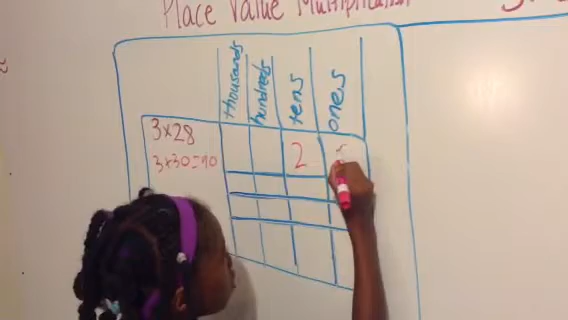 Place Value Multiplication
thousands
hundreds
tens
ones
3x28
2
3x30=90